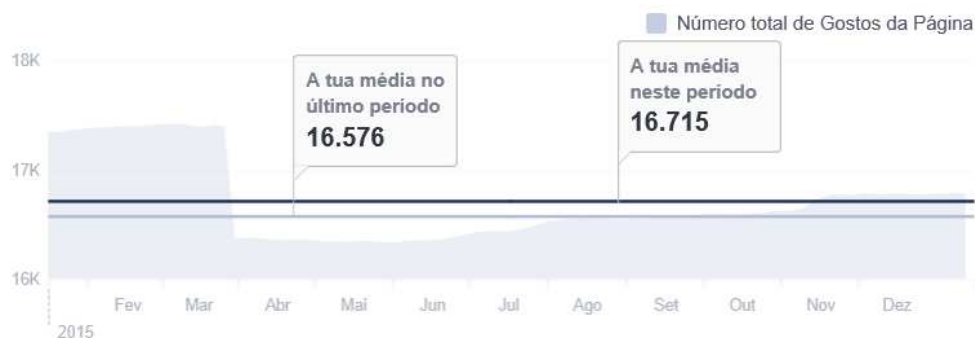 Número total de Gostos da Página
18K
A tua média no
último período
16.576
A tua média
neste período
16.715
17K
16K
Fev
Mar
Abr
Mai
Jun
Jul
Ago
Set
Out
Nov
Dez
2015